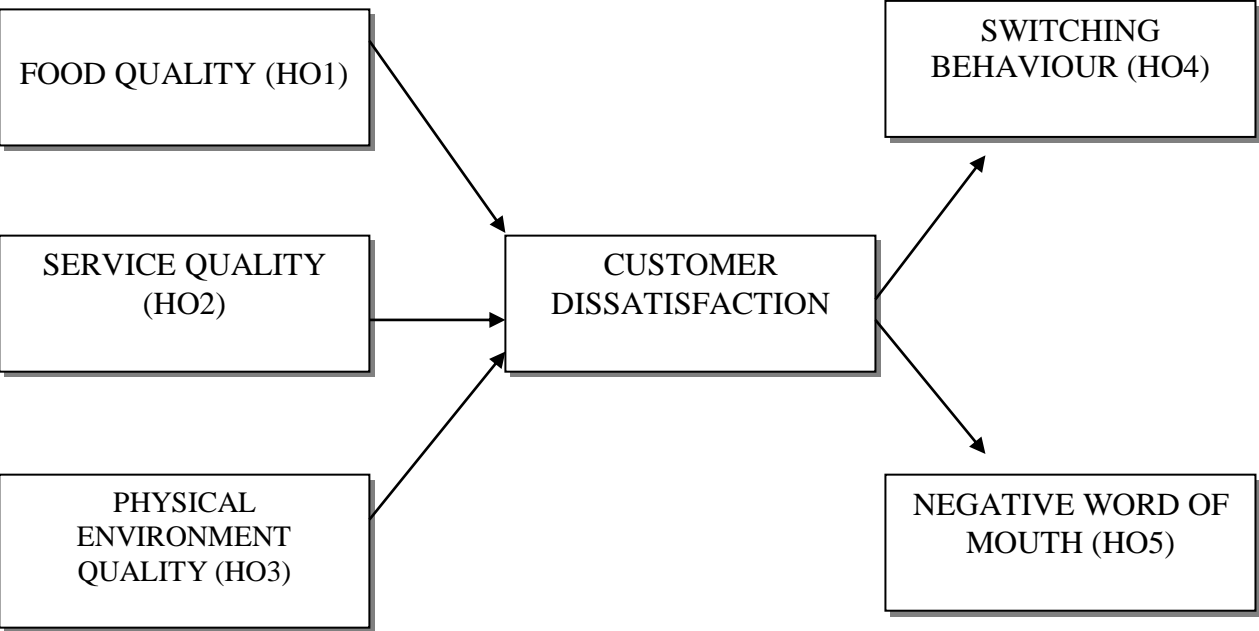 FOOD QUALITY (HO1)
SERVICE QUALITY
(HO2)
PHYSICAL
ENVIRONMENT
QUALITY (HO3)
CUSTOMER
DISSATISFACTION
SWITCHING
BEHAVIOUR (HO4)
NEGATIVE WORD OF
MOUTH (HO5)